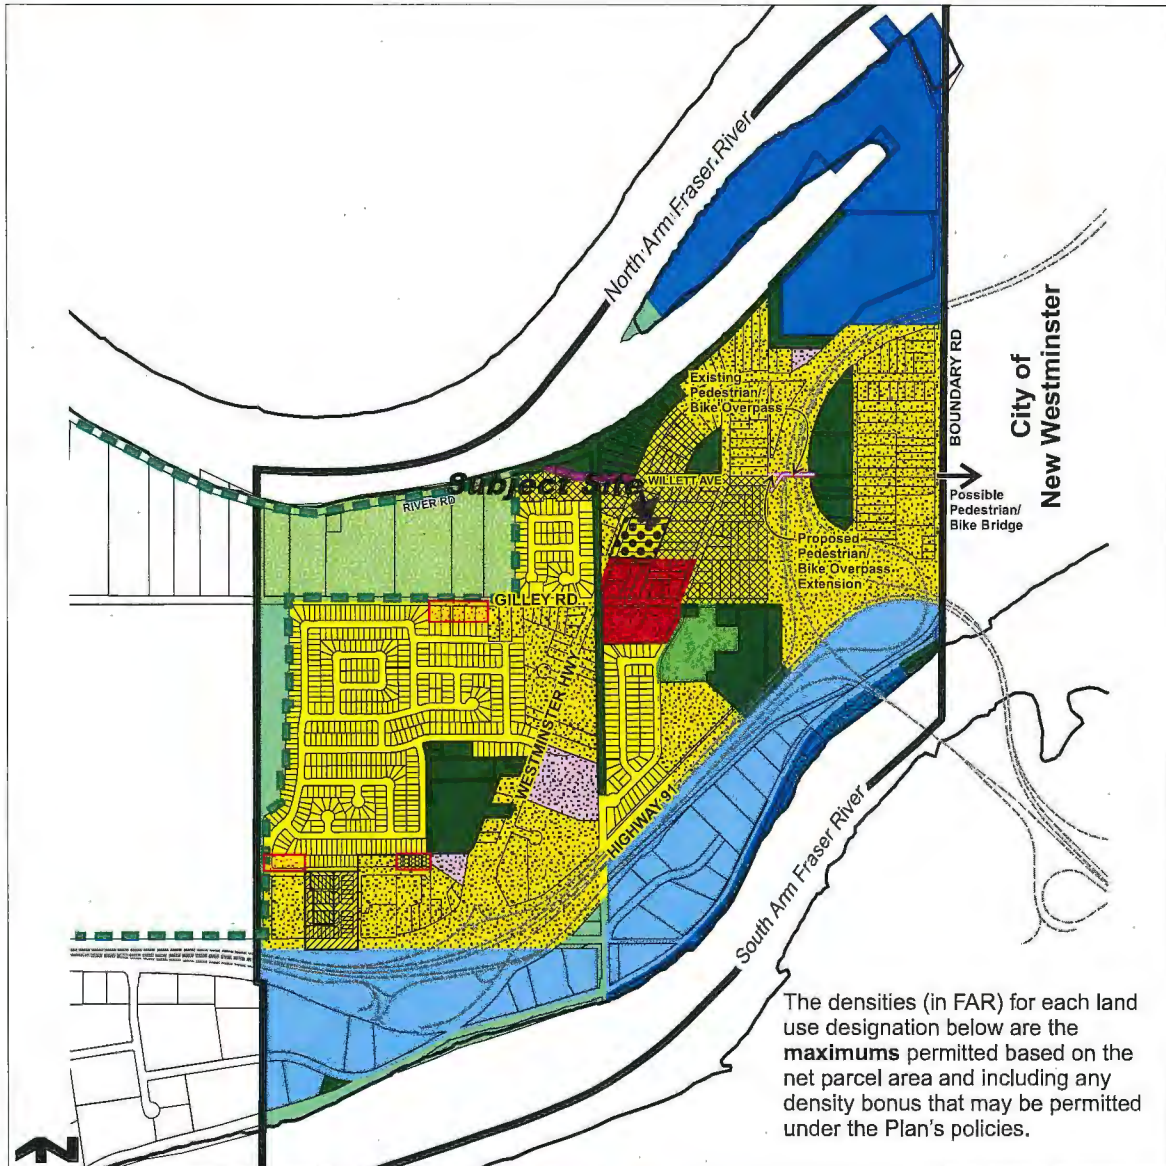 North Arm Fraser River
Existing
Pedestrian/
Bike Overpass
BOUNDARY RD
City of
New Westminster
Subject Site
WILLETT AVE
RIVER RD
Possible
Pedestrian/
Bike Bridge
Proposed
Pedestrian/
Bike Overpass
Extension
GILLEY RD
WESTMINSTER HWY
HIGHWAY 91
South Arm Fraser River
The densities (in FAR) for each land
use designation below are the
maximums permitted based on the
net parcel area and including any
density bonus that may be permitted
under the Plan's policies.
N